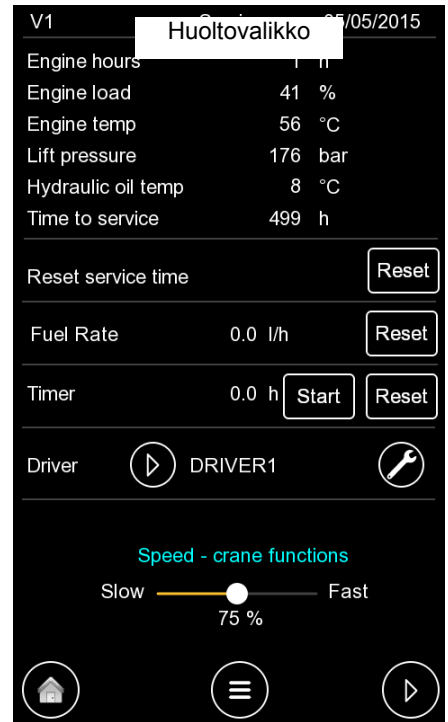 V1 05/05/2015
Huoltovalikko
Engine hours 1 h
Engine load 41 %
Engine temp 56 °C
Lift pressure 176 bar
Hydraulic oil temp 8 °C
Time to service 499 h
Reset service time Reset
Fuel Rate 0.0 l/h Reset
Timer 0.0 h Start Reset
Driver DRIVER1
Speed - crane functions
Slow Fast
75 %